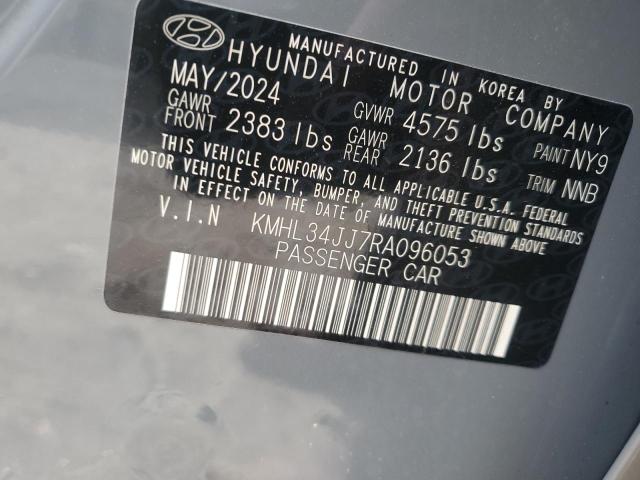 MANUFACTURED IN KOREA BY
HYUNDAI MOTOR COMPANY
MAY/2024 GVWR 4575 lbs PAINT NY9
GAWR FRONT 2383 lbs GAWR REAR 2136 lbs TRIM NNB
THIS VEHICLE CONFORMS TO ALL APPLICABLE U.S.A. FEDERAL
MOTOR VEHICLE SAFETY, BUMPER, AND THEFT PREVENTION STANDARDS
IN EFFECT ON THE DATE OF MANUFACTURE SHOWN ABOVE
V.I.N KMHL34JJ7RA096053
PASSENGER CAR